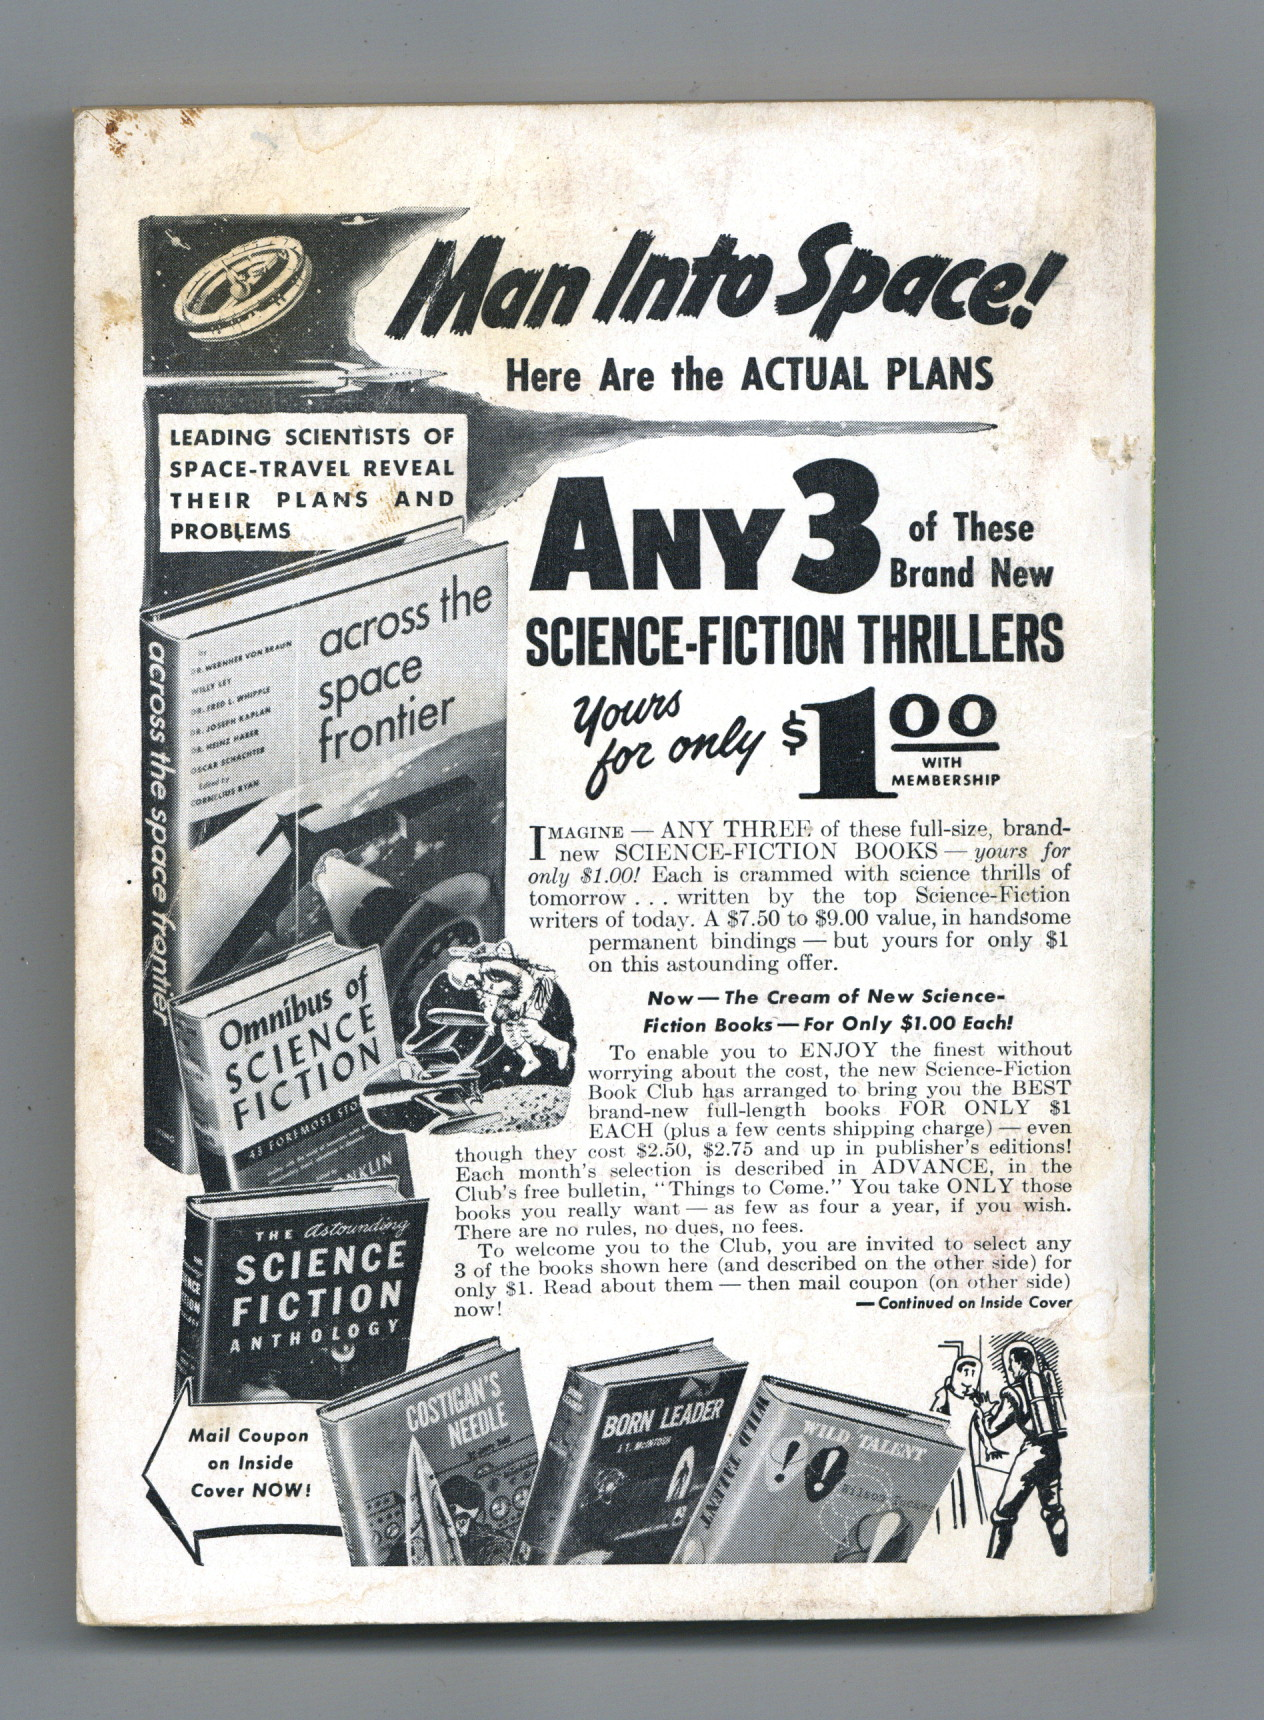 Man Into Space!
Here Are the ACTUAL PLANS
LEADING SCIENTISTS OF
SPACE-TRAVEL REVEAL
THEIR PLANS AND
PROBLEMS
ANY 3 of These
Brand New
SCIENCE-FICTION THRILLERS
Yours
for only $1.00
WITH
MEMBERSHIP
across the
space
frontier
by
DR. WERNHER VON BRAUN
WILLY LEY
DR. FRED L. WHIPPLE
DR. JOSEPH KAPLAN
DR. HEINZ HABER
OSCAR SCHACHTER
Edited by
CORNELIUS RYAN
across the space frontier
IMAGINE — ANY THREE of these full-size, brand-
new SCIENCE-FICTION BOOKS — yours for
only $1.00! Each is crammed with science thrills of
tomorrow . . . written by the top Science-Fiction
writers of today. A $7.50 to $9.00 value, in handsome
permanent bindings — but yours for only $1
on this astounding offer.
Now — The Cream of New Science-
Fiction Books — For Only $1.00 Each!
To enable you to ENJOY the finest without
worrying about the cost, the new Science-Fiction
Book Club has arranged to bring you the BEST
brand-new full-length books FOR ONLY $1
EACH (plus a few cents shipping charge) — even
though they cost $2.50, $2.75 and up in publisher's editions!
Each month's selection is described in ADVANCE, in the
Club's free bulletin, "Things to Come." You take ONLY those
books you really want — as few as four a year, if you wish.
There are no rules, no dues, no fees.
To welcome you to the Club, you are invited to select any
3 of the books shown here (and described on the other side) for
only $1. Read about them — then mail coupon (on other side)
now!
— Continued on Inside Cover
Omnibus of
SCIENCE
FICTION
43 FOREMOST STO
NKLIN
THE Astounding
SCIENCE
FICTION
ANTHOLOGY
Mail Coupon
on Inside
Cover NOW!
COSTIGAN'S
NEEDLE
BORN LEADER
J. T. McINTOSH
WILD TALENT
WILD TALENT
Wilson Tucker